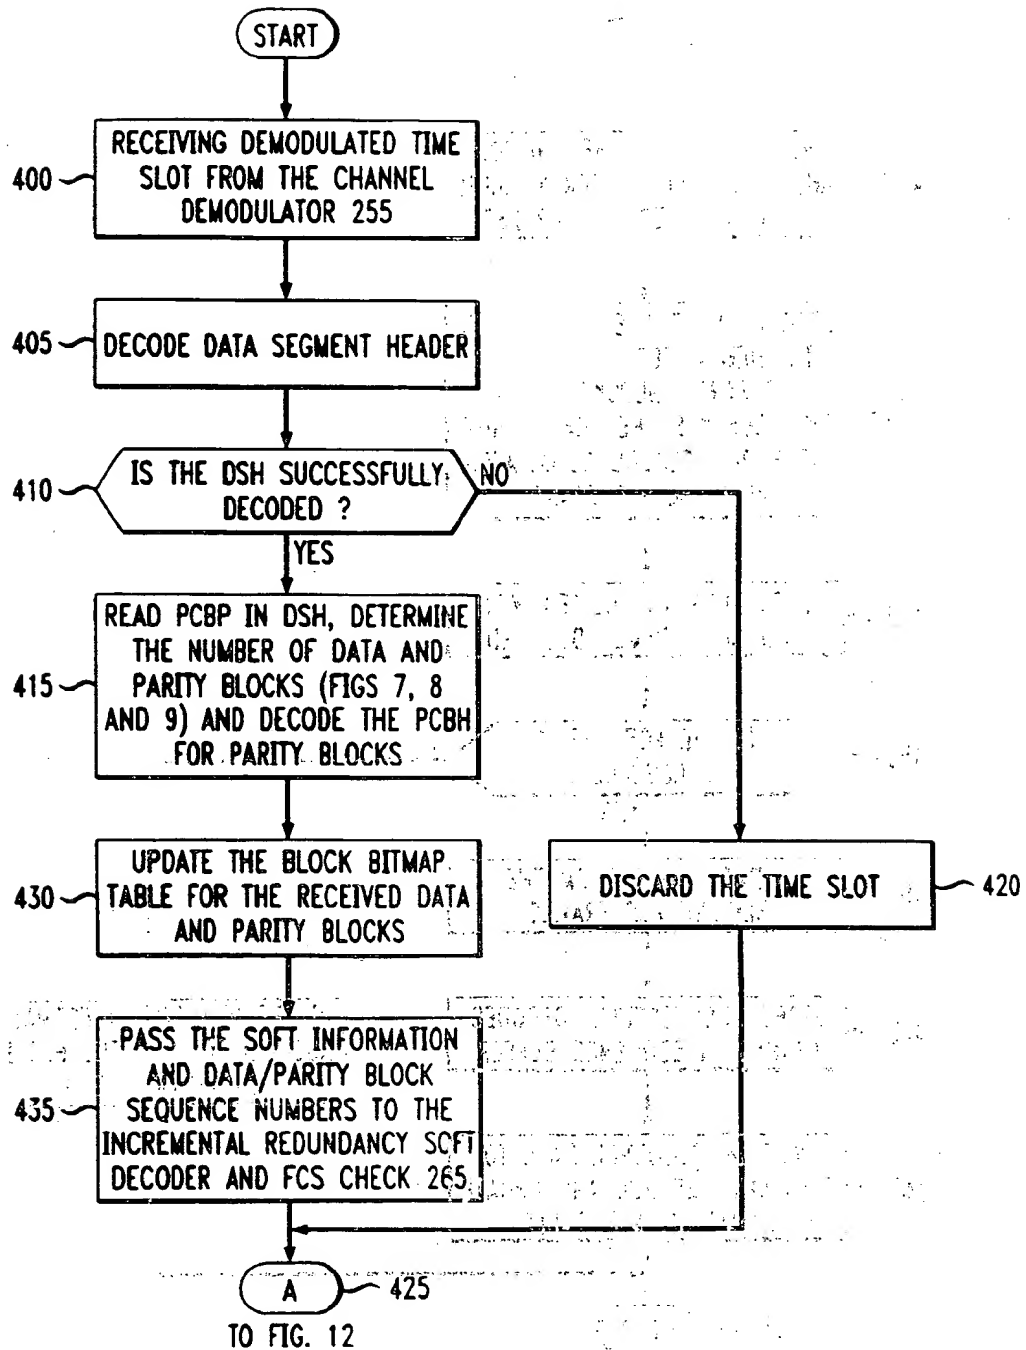 START
RECEIVING DEMODULATED TIME
SLOT FROM THE CHANNEL
DEMODULATOR 255
400
405
DECODE DATA SEGMENT HEADER
410
IS THE DSH SUCCESSFULLY
DECODED ?
NO
YES
READ PCBP IN DSH, DETERMINE
THE NUMBER OF DATA AND
PARITY BLOCKS (FIGS 7, 8
AND 9) AND DECODE THE PCBH
FOR PARITY BLOCKS
415
UPDATE THE BLOCK BITMAP
TABLE FOR THE RECEIVED DATA
AND PARITY BLOCKS
430
DISCARD THE TIME SLOT
420
PASS THE SOFT INFORMATION
AND DATA/PARITY BLOCK
SEQUENCE NUMBERS TO THE
INCREMENTAL REDUNDANCY SOFT
DECODER AND FCS CHECK 265
435
A
425
TO FIG. 12